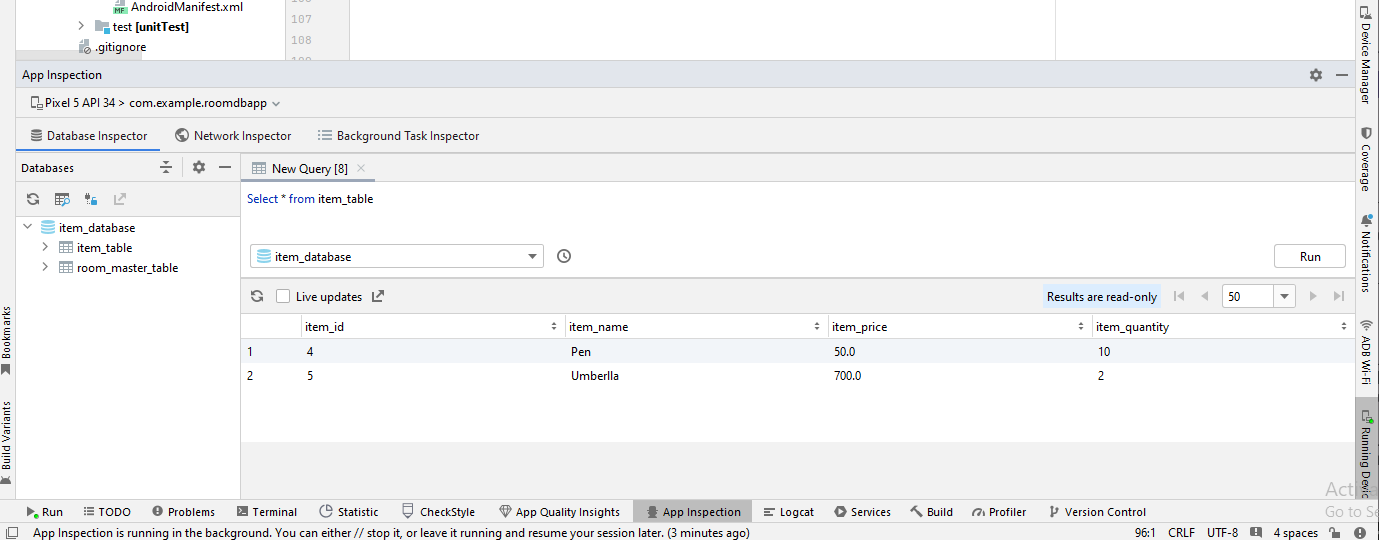 AndroidManifest.xml
107
test [unitTest]
108
.gitignore
App Inspection
Pixel 5 API 34 > com.example.roomdbapp
Database Inspector Network Inspector Background Task Inspector
Databases New Query [8]
Select * from item_table
item_database
item_table
room_master_table
item_database Run
Live updates Results are read-only 50
item_id item_name item_price item_quantity
1 4 Pen 50.0 10
2 5 Umberlla 700.0 2
Bookmarks
Build Variants
Device Manager
Coverage
Notifications
ADB Wi-Fi
Running Devic
Run TODO Problems Terminal Statistic CheckStyle App Quality Insights App Inspection Logcat Services Build Profiler Version Control
App Inspection is running in the background. You can either // stop it, or leave it running and resume your session later. (3 minutes ago) 96:1 CRLF UTF-8 4 spaces
Go to Se